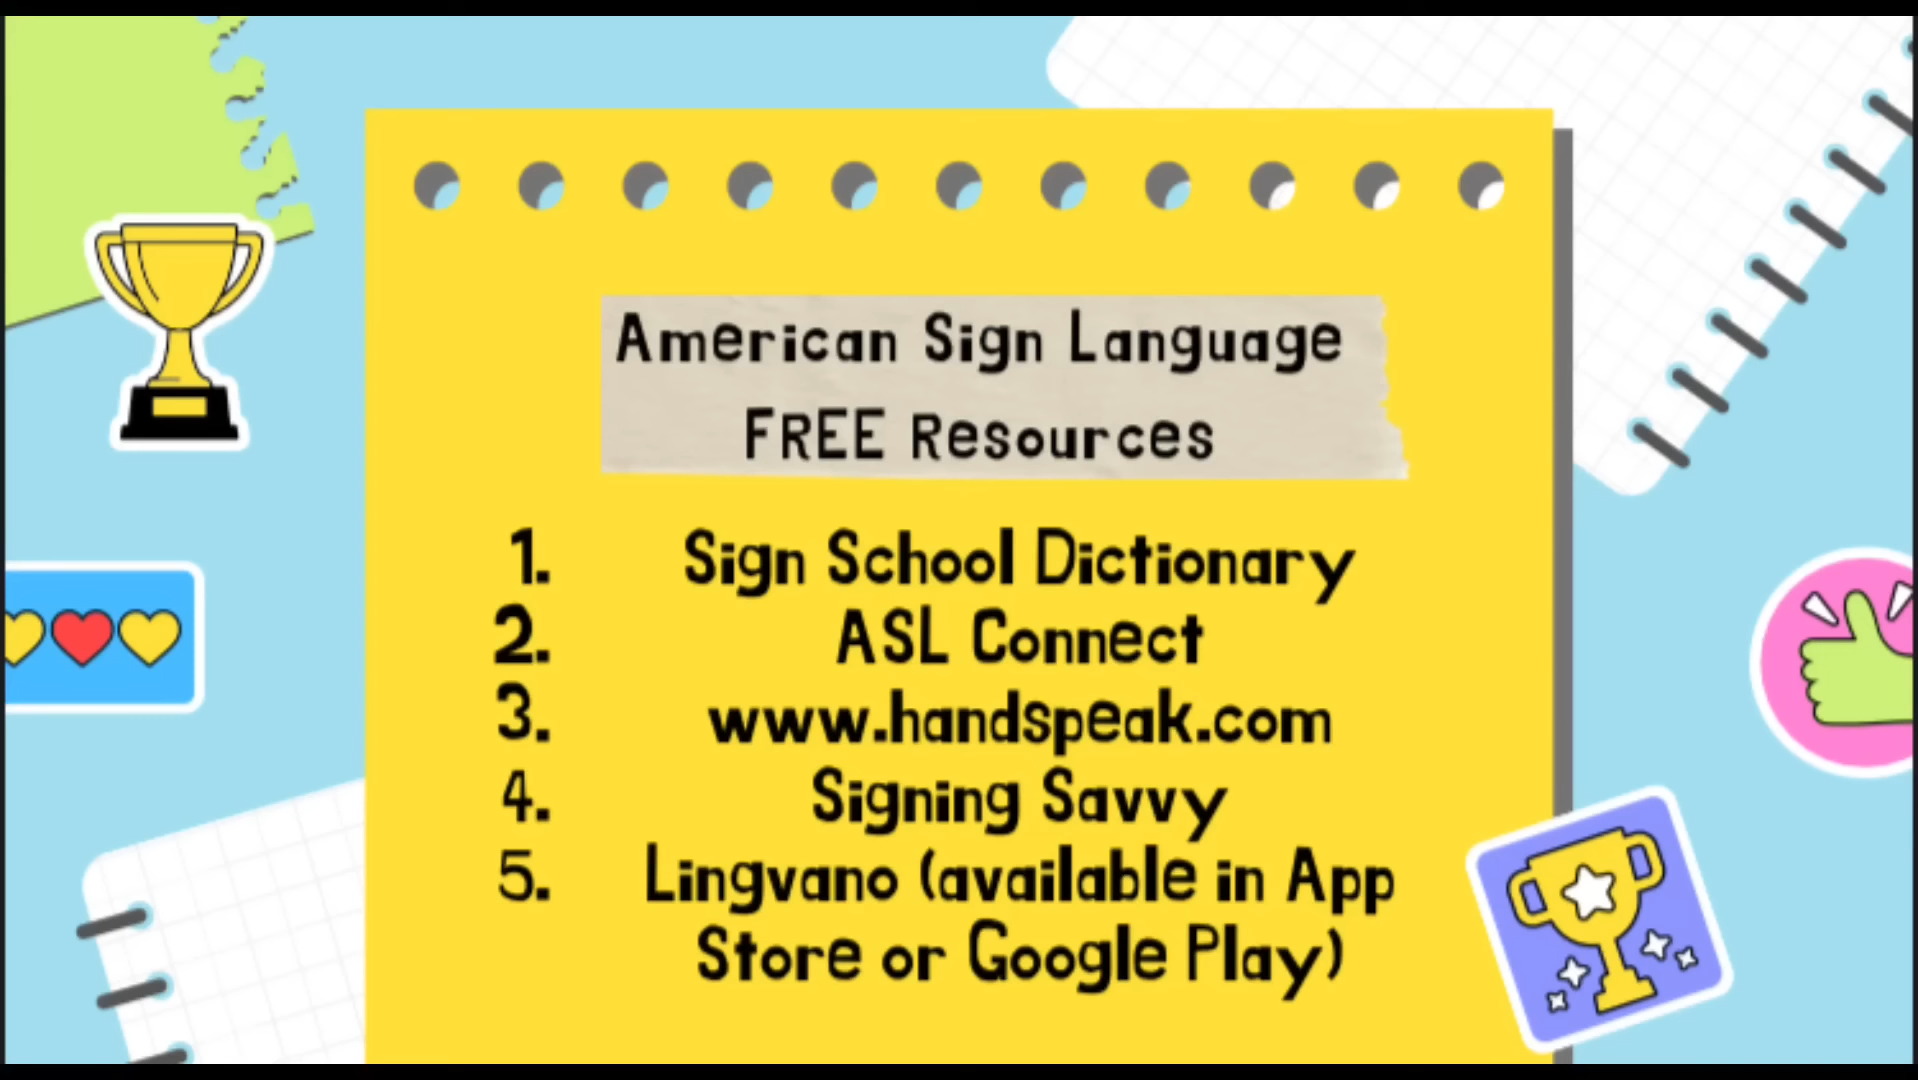 American Sign Language
FREE Resources
1. Sign School Dictionary
2. ASL Connect
3. www.handspeak.com
4. Signing Savvy
5. Lingvano (available in App
Store or Google Play)